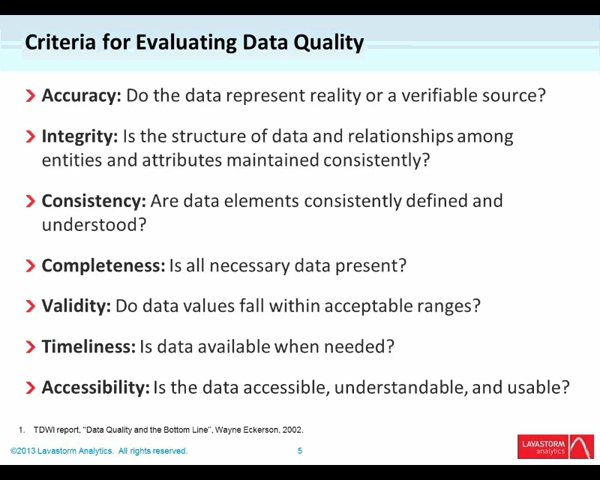 Criteria for Evaluating Data Quality
Accuracy: Do the data represent reality or a verifiable source?
Integrity: Is the structure of data and relationships among
entities and attributes maintained consistently?
Consistency: Are data elements consistently defined and
understood?
Completeness: Is all necessary data present?
Validity: Do data values fall within acceptable ranges?
Timeliness: Is data available when needed?
Accessibility: Is the data accessible, understandable, and usable?
1. TDWI report, "Data Quality and the Bottom Line", Wayne Eckerson, 2002.
©2013 Lavastorm Analytics. All rights reserved.
5
LAVASTORM
analytics